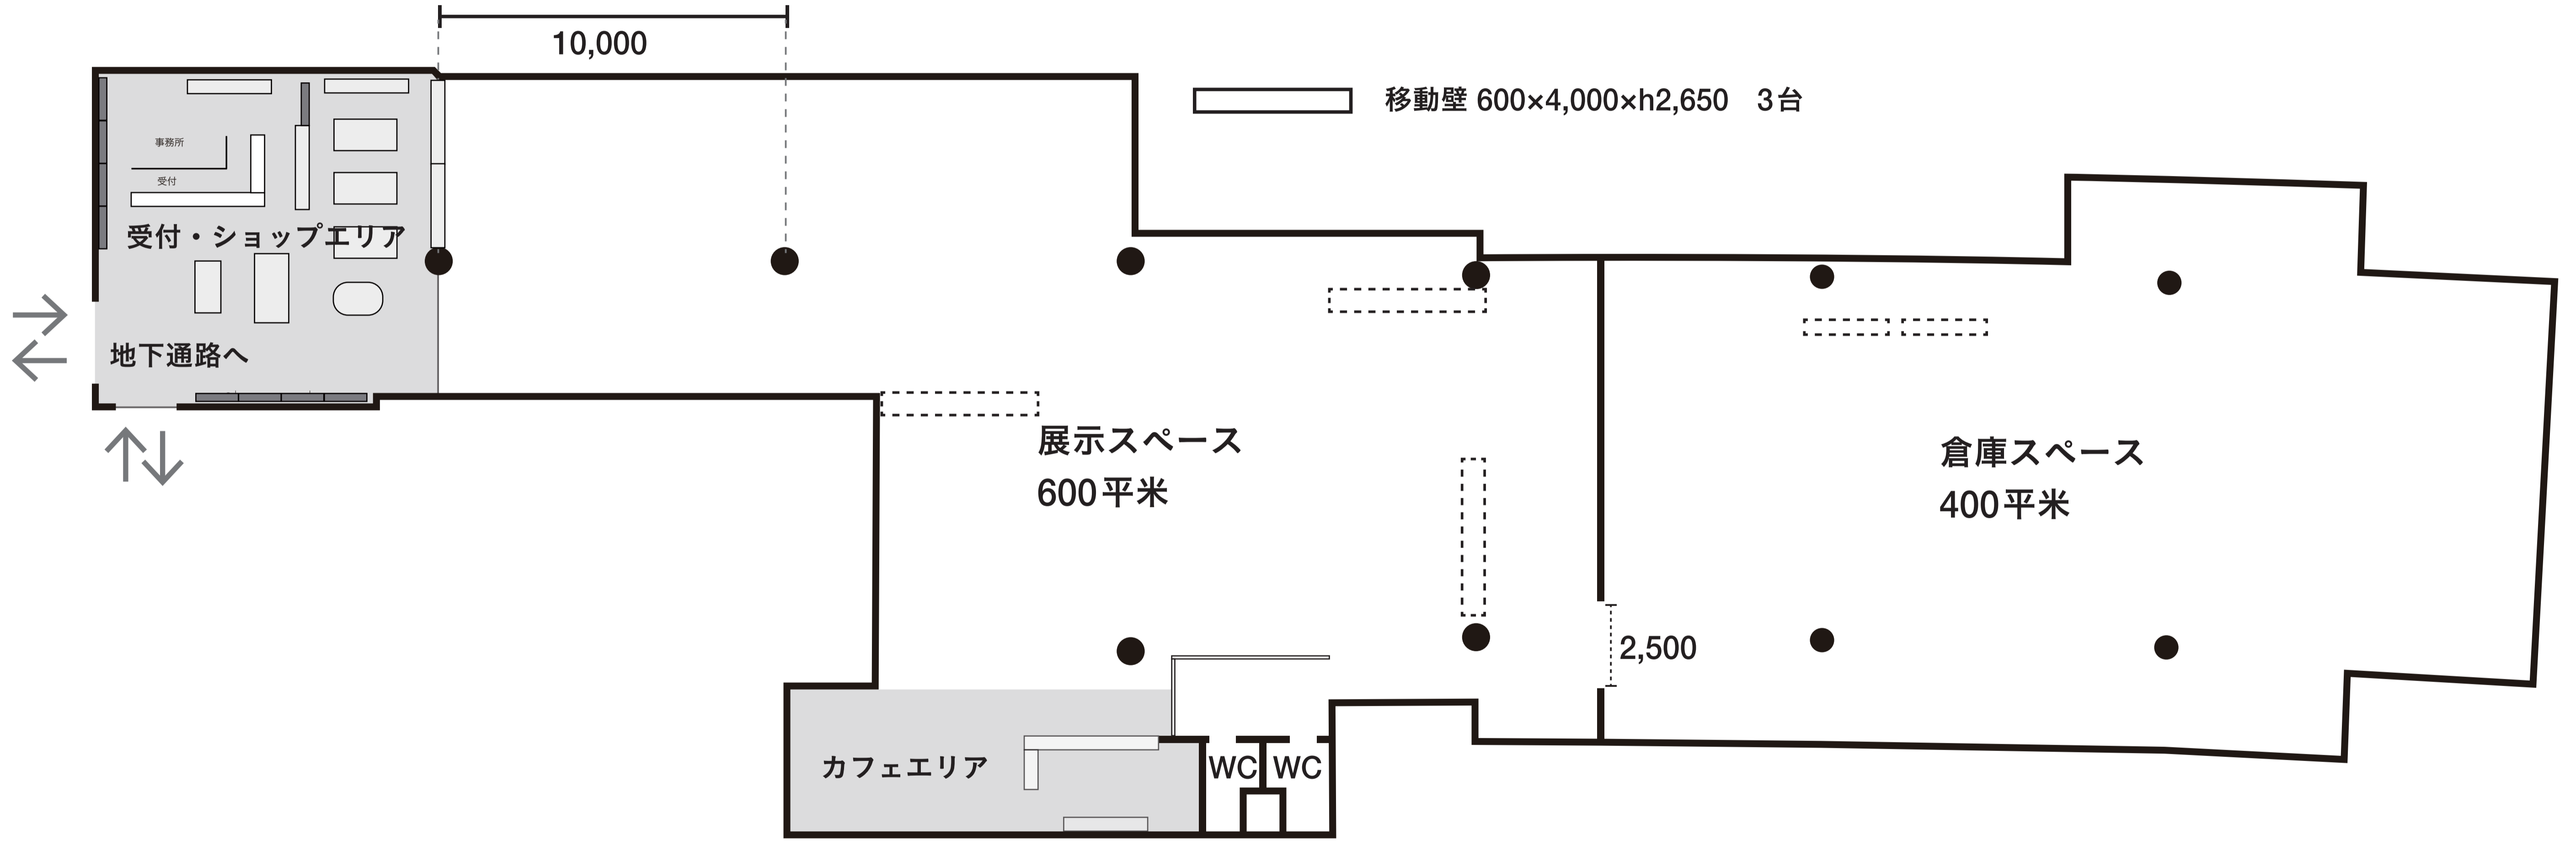 10,000
移動壁 600×4,000×h2,650　3台
事務所
受付
受付・ショップエリア
地下通路へ
展示スペース
600平米
倉庫スペース
400平米
2,500
カフェエリア
WC
WC